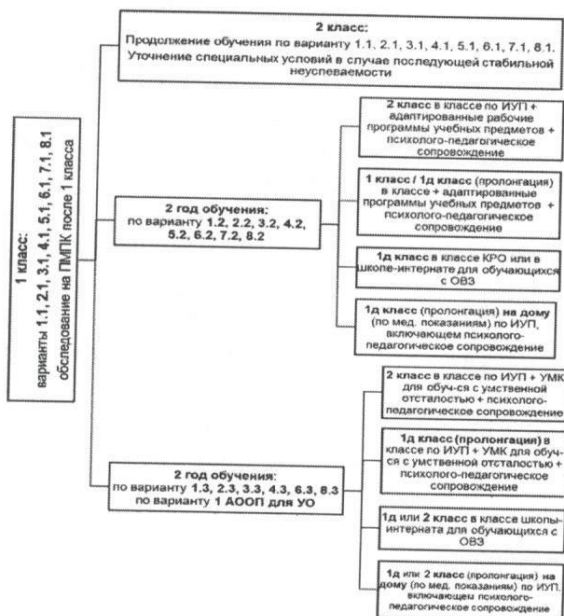 1 класс:
варианты 1.1, 2.1, 3.1, 4.1, 5.1, 6.1, 7.1, 8.1
обследование на ПМПК после 1 класса
2 класс:
Продолжение обучения по варианту 1.1, 2.1, 3.1, 4.1, 5.1, 6.1, 7.1, 8.1.
Уточнение специальных условий в случае последующей стабильной
неуспеваемости
2 год обучения:
по варианту 1.2, 2.2, 3.2, 4.2,
5.2, 6.2, 7.2, 8.2
2 класс в классе по ИУП +
адаптированные рабочие
программы учебных предметов +
психолого-педагогическое
сопровождение
1 класс / 1д класс (пролонгация)
в классе + адаптированные
программы учебных предметов +
психолого-педагогическое
сопровождение
1д класс в классе КРО или в
школе-интернате для обучающихся
с ОВЗ
1д класс (пролонгация) на дому
(по мед. показаниям) по ИУП,
включающем психолого-
педагогическое сопровождение
2 год обучения:
по варианту 1.3, 2.3, 3.3, 4.3, 6.3, 8.3
по варианту 1 АООП для УО
2 класс в классе по ИУП + УМК
для обуч-ся с умственной
отсталостью + психолого-
педагогическое сопровождение
1д класс (пролонгация) в
классе по ИУП + УМК для обуч-
ся с умственной отсталостью +
психолого-педагогическое
сопровождение
1д или 2 класс в классе школы-
интерната для обучающихся с
ОВЗ
1д или 2 класс (пролонгация) на
дому (по мед. показаниям) по ИУП,
включающем психолого-
педагогическое сопровождение